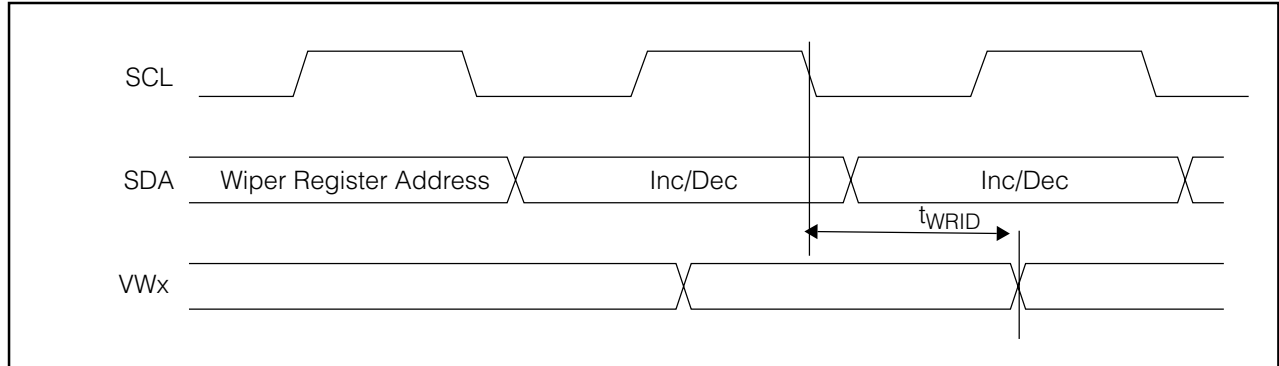 SCL
SDA Wiper Register Address Inc/Dec Inc/Dec
tWRID
VWx